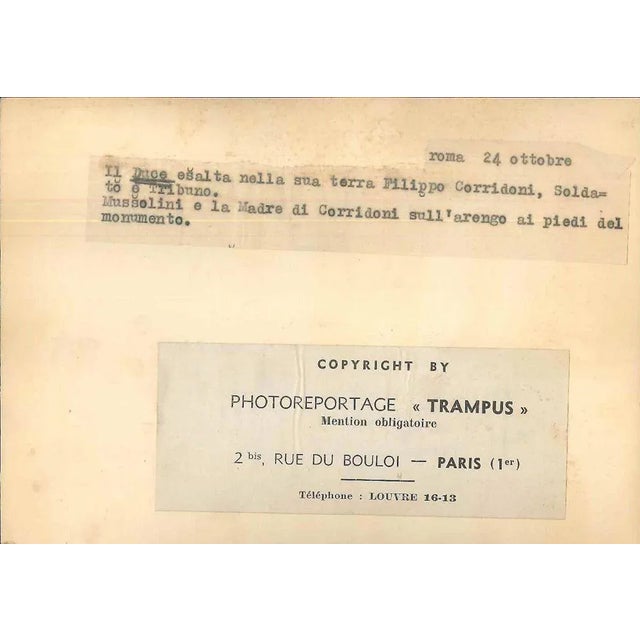 roma 24 ottobre
Il Duce esalta nella sua terra Filippo Corridoni, Solda=
to e Tribuno.
Mussolini e la Madre di Corridoni sull'arengo ai piedi del
monumento.
COPYRIGHT BY
PHOTOREPORTAGE « TRAMPUS »
Mention obligatoire
2 bis, RUE DU BOULOI — PARIS (1er)
Téléphone : LOUVRE 16-13